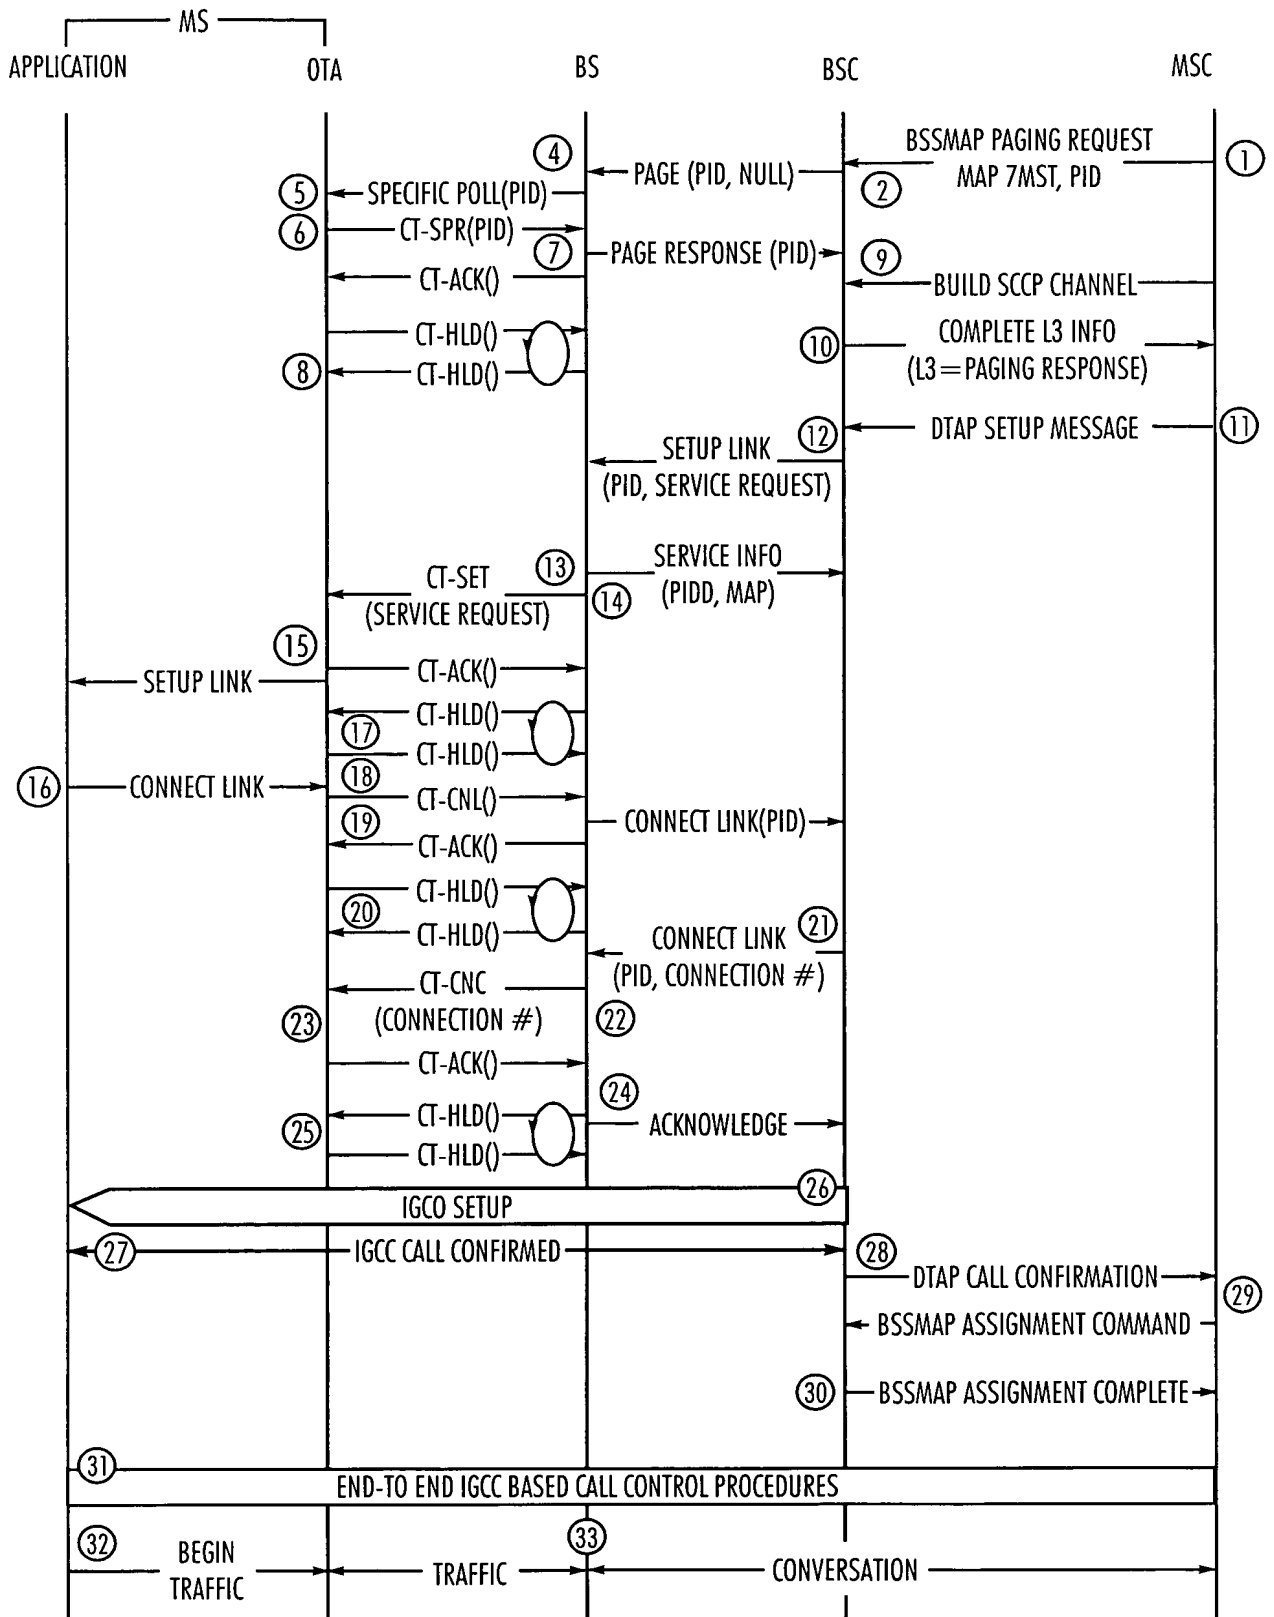 MS
APPLICATION OTA BS BSC MSC
BSSMAP PAGING REQUEST
MAP 7MST, PID
1
4
PAGE (PID, NULL)
2
5
SPECIFIC POLL(PID)
6
CT-SPR(PID)
7
PAGE RESPONSE (PID)
9
CT-ACK()
BUILD SCCP CHANNEL
CT-HLD()
10
COMPLETE L3 INFO
(L3=PAGING RESPONSE)
8
CT-HLD()
DTAP SETUP MESSAGE
11
12
SETUP LINK
(PID, SERVICE REQUEST)
13
SERVICE INFO
(PIDD, MAP)
CT-SET
(SERVICE REQUEST)
14
15
CT-ACK()
SETUP LINK
CT-HLD()
17
CT-HLD()
16
CONNECT LINK
18
CT-CNL()
CONNECT LINK(PID)
19
CT-ACK()
CT-HLD()
20
CT-HLD()
21
CONNECT LINK
(PID, CONNECTION #)
CT-CNC
(CONNECTION #)
23
22
CT-ACK()
24
CT-HLD()
ACKNOWLEDGE
25
CT-HLD()
26
IGCO SETUP
27
IGCC CALL CONFIRMED
28
DTAP CALL CONFIRMATION
29
BSSMAP ASSIGNMENT COMMAND
30
BSSMAP ASSIGNMENT COMPLETE
31
END-TO END IGCC BASED CALL CONTROL PROCEDURES
32
BEGIN
TRAFFIC
33
TRAFFIC
CONVERSATION